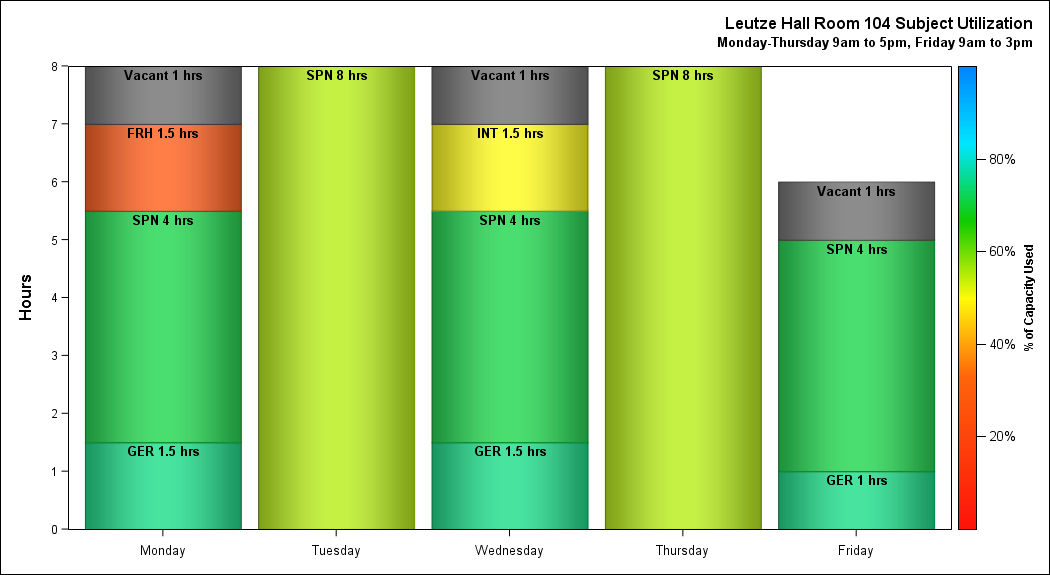 Leutze Hall Room 104 Subject Utilization
Monday-Thursday 9am to 5pm, Friday 9am to 3pm
Hours
8
7
6
5
4
3
2
1
0
Vacant 1 hrs
FRH 1.5 hrs
SPN 4 hrs
GER 1.5 hrs
SPN 8 hrs
Vacant 1 hrs
INT 1.5 hrs
SPN 4 hrs
GER 1.5 hrs
SPN 8 hrs
Vacant 1 hrs
SPN 4 hrs
GER 1 hrs
Monday
Tuesday
Wednesday
Thursday
Friday
80%
60%
40%
20%
% of Capacity Used